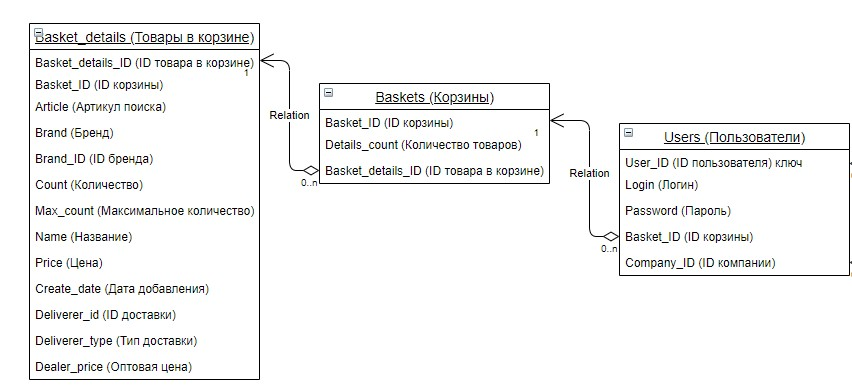 Basket_details (Товары в корзине)
Basket_details_ID (ID товара в корзине)
1
Basket_ID (ID корзины)
Article (Артикул поиска)
Brand (Бренд)
Brand_ID (ID бренда)
Count (Количество)
Max_count (Максимальное количество)
Name (Название)
Price (Цена)
Create_date (Дата добавления)
Deliverer_id (ID доставки)
Deliverer_type (Тип доставки)
Dealer_price (Оптовая цена)
Relation
0..n
Baskets (Корзины)
Basket_ID (ID корзины)
1
Details_count (Количество товаров)
Basket_details_ID (ID товара в корзине)
Relation
0..n
Users (Пользователи)
User_ID (ID пользователя) ключ
Login (Логин)
Password (Пароль)
Basket_ID (ID корзины)
Company_ID (ID компании)